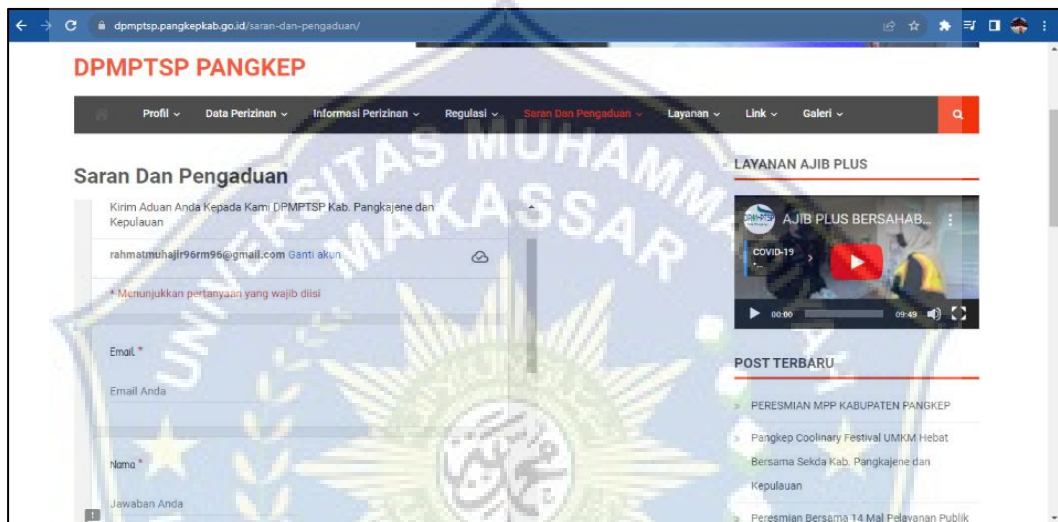 dpmptsp.pangkepkab.go.id/saran-dan-pengaduan/
DPMPTSP PANGKEP
Profil
Data Perizinan
Informasi Perizinan
Regulasi
Saran Dan Pengaduan
Layanan
Link
Galeri
Saran Dan Pengaduan
Kirim Aduan Anda Kepada Kami DPMPTSP Kab. Pangkajene dan
Kepulauan
rahmatmuhajir96rm96@gmail.com Ganti akun
* Menunjukkan pertanyaan yang wajib diisi
Email *
Email Anda
Nama *
Jawaban Anda
LAYANAN AJIB PLUS
DPMPTSP
AJIB PLUS BERSAHAB...
COVID-19
00:00
09:49
POST TERBARU
» PERESMIAN MPP KABUPATEN PANGKEP
» Pangkep Coolinary Festival UMKM Hebat
Bersama Sekda Kab. Pangkajene dan
Kepulauan
» Peresmian Bersama 14 Mal Pelayanan Publik
UNIVERSITAS MUHAMMADIYAH
MAKASSAR